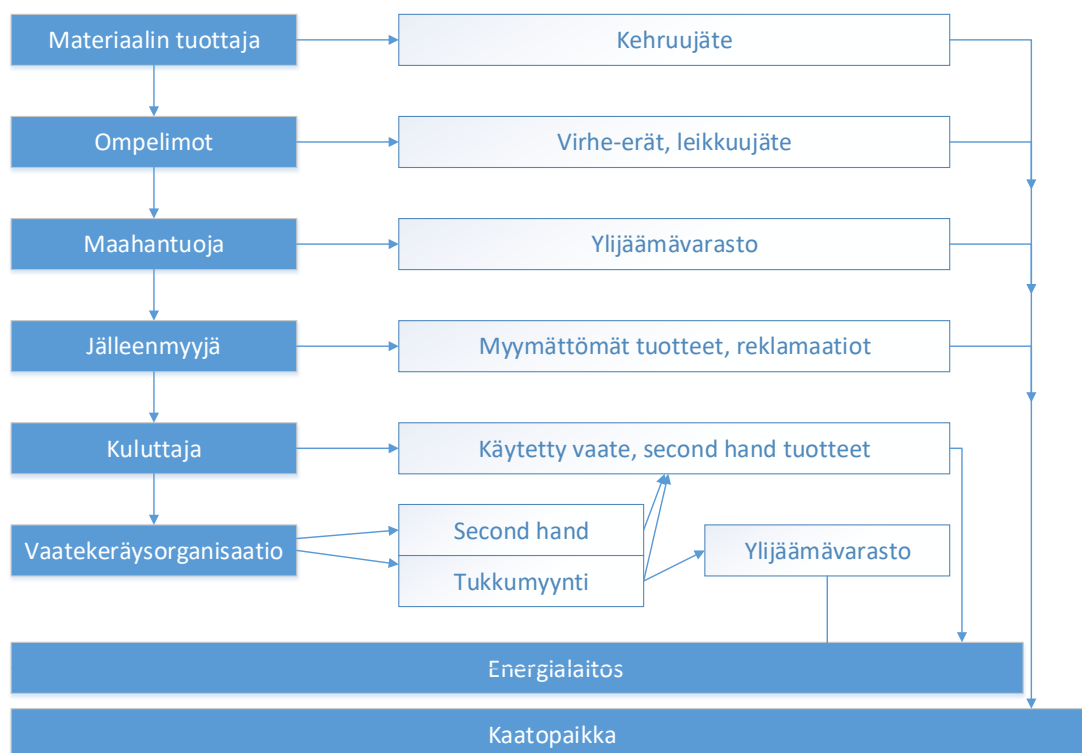 Materiaalin tuottaja
Kehruujäte
Ompelimot
Virhe-erät, leikkuujäte
Maahantuoja
Ylijäämävarasto
Jälleenmyyjä
Myymättömät tuotteet, reklamaatiot
Kuluttaja
Käytetty vaate, second hand tuotteet
Vaatekeräysorganisaatio
Second hand
Tukkumyynti
Ylijäämävarasto
Energialaitos
Kaatopaikka